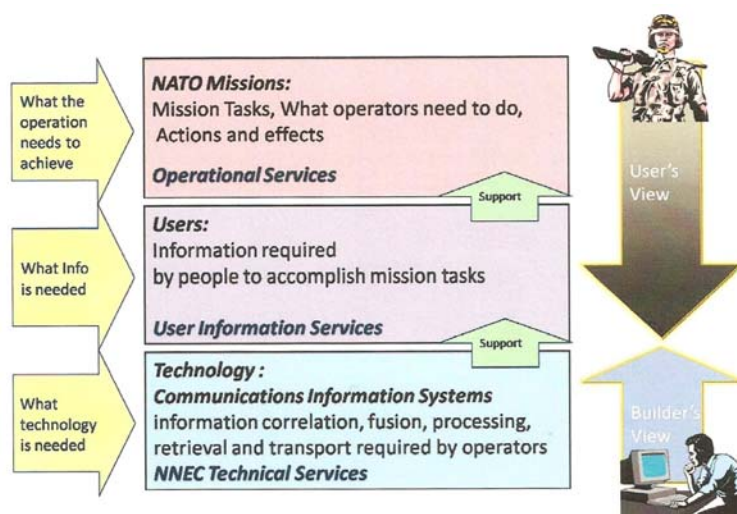 What the
operation
needs to
achieve
NATO Missions:
Mission Tasks, What operators need to do,
Actions and effects
Operational Services
Support
User's
View
What Info
is needed
Users:
Information required
by people to accomplish mission tasks
User Information Services
Support
What
technology
is needed
Technology :
Communications Information Systems
information correlation, fusion, processing,
retrieval and transport required by operators
NNEC Technical Services
Builder's
View